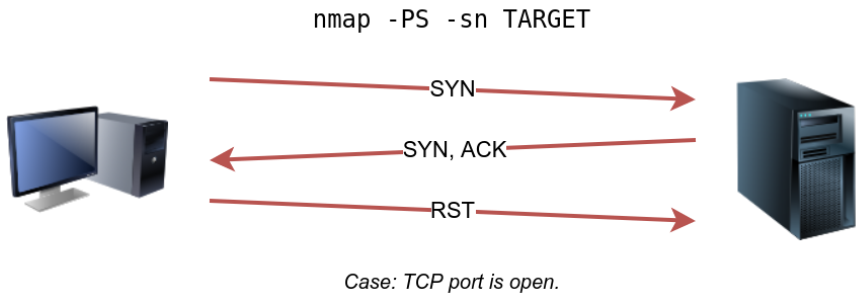 nmap -PS -sn TARGET
SYN
SYN, ACK
RST
Case: TCP port is open.